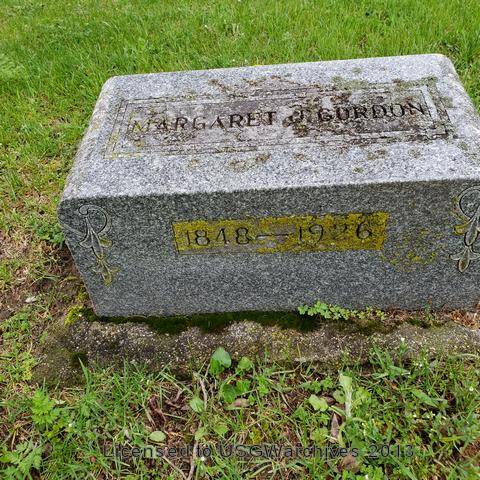 MARGARET J. GORDON
1848—1926
Licensed to USGWarchives 2013